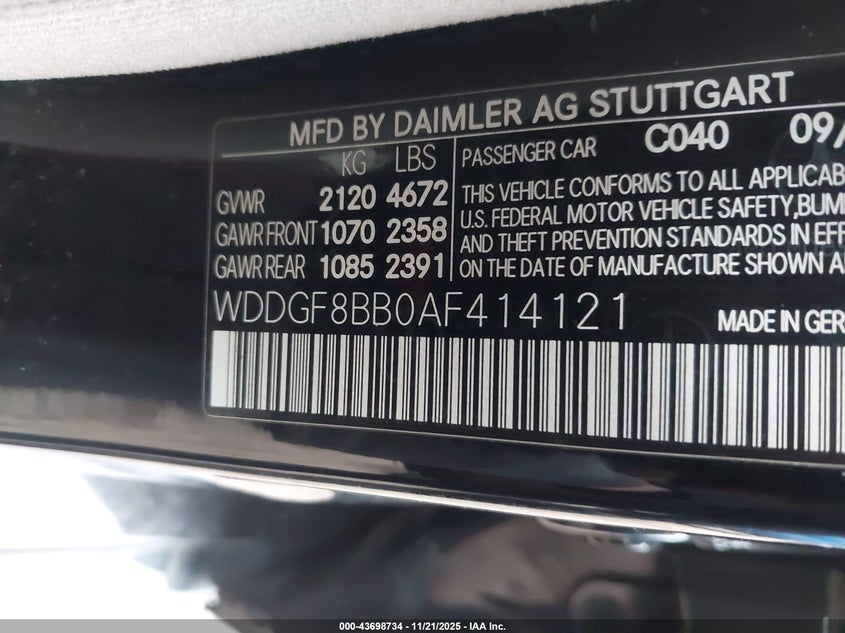 MFD BY DAIMLER AG STUTTGART
KG LBS PASSENGER CAR C040 09/
GVWR 2120 4672
GAWR FRONT 1070 2358
GAWR REAR 1085 2391
THIS VEHICLE CONFORMS TO ALL APPLICAB
U.S. FEDERAL MOTOR VEHICLE SAFETY, BUM
AND THEFT PREVENTION STANDARDS IN EFF
ON THE DATE OF MANUFACTURE SHOWN A
WDDGF8BB0AF414121 MADE IN GER
000-43698734 - 11/21/2025 - IAA Inc.